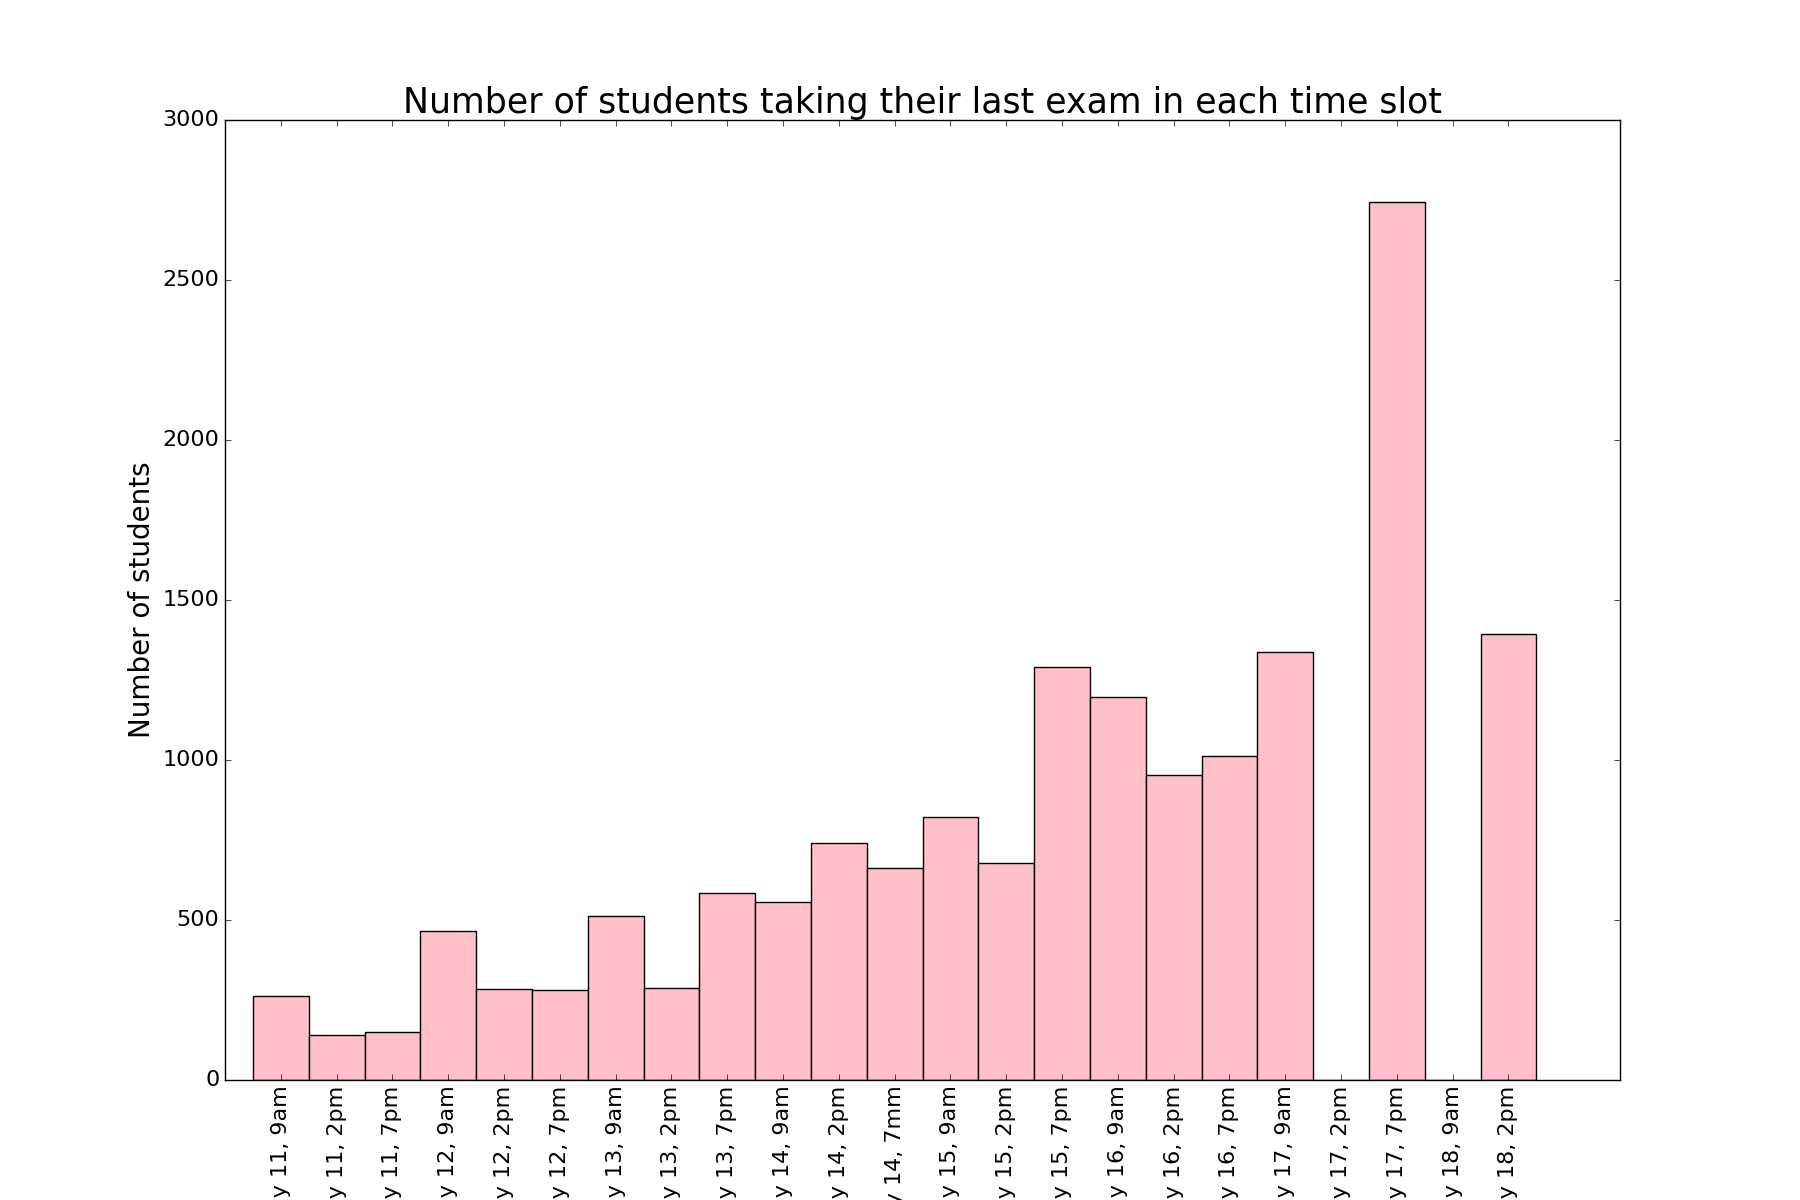 Number of students taking their last exam in each time slot
Number of students
3000
2500
2000
1500
1000
500
0
y 11, 9am
y 11, 2pm
y 11, 7pm
y 12, 9am
y 12, 2pm
y 12, 7pm
y 13, 9am
y 13, 2pm
y 13, 7pm
y 14, 9am
y 14, 2pm
y 14, 7mm
y 15, 9am
y 15, 2pm
y 15, 7pm
y 16, 9am
y 16, 2pm
y 16, 7pm
y 17, 9am
y 17, 2pm
y 17, 7pm
y 18, 9am
y 18, 2pm